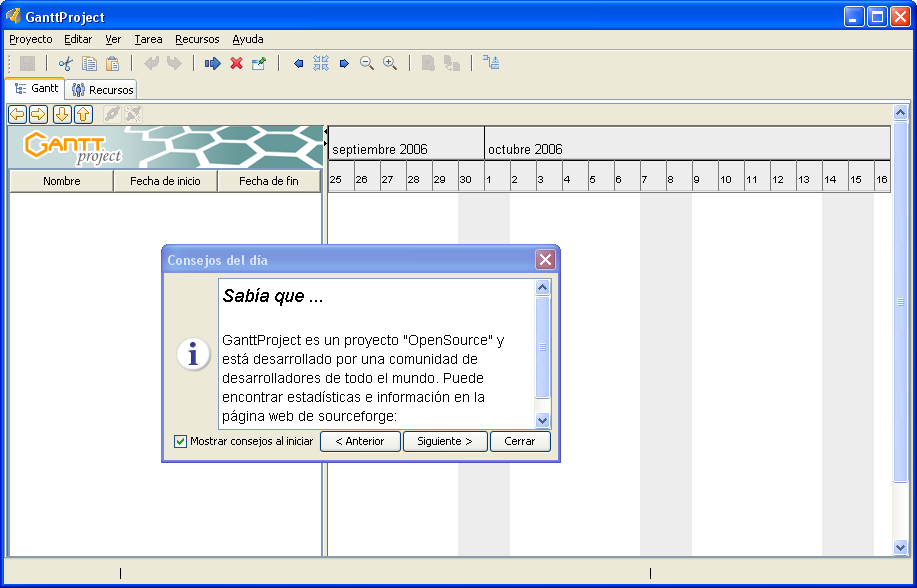 GanttProject
Proyecto Editar Ver Tarea Recursos Ayuda
Gantt Recursos
GANTT project
septiembre 2006 octubre 2006
Nombre Fecha de inicio Fecha de fin
25 26 27 28 29 30 1 2 3 4 5 6 7 8 9 10 11 12 13 14 15 16
Consejos del día
Sabía que ...
GanttProject es un proyecto "OpenSource" y
está desarrollado por una comunidad de
desarrolladores de todo el mundo. Puede
encontrar estadísticas e información en la
página web de sourceforge:
Mostrar consejos al iniciar < Anterior Siguiente > Cerrar